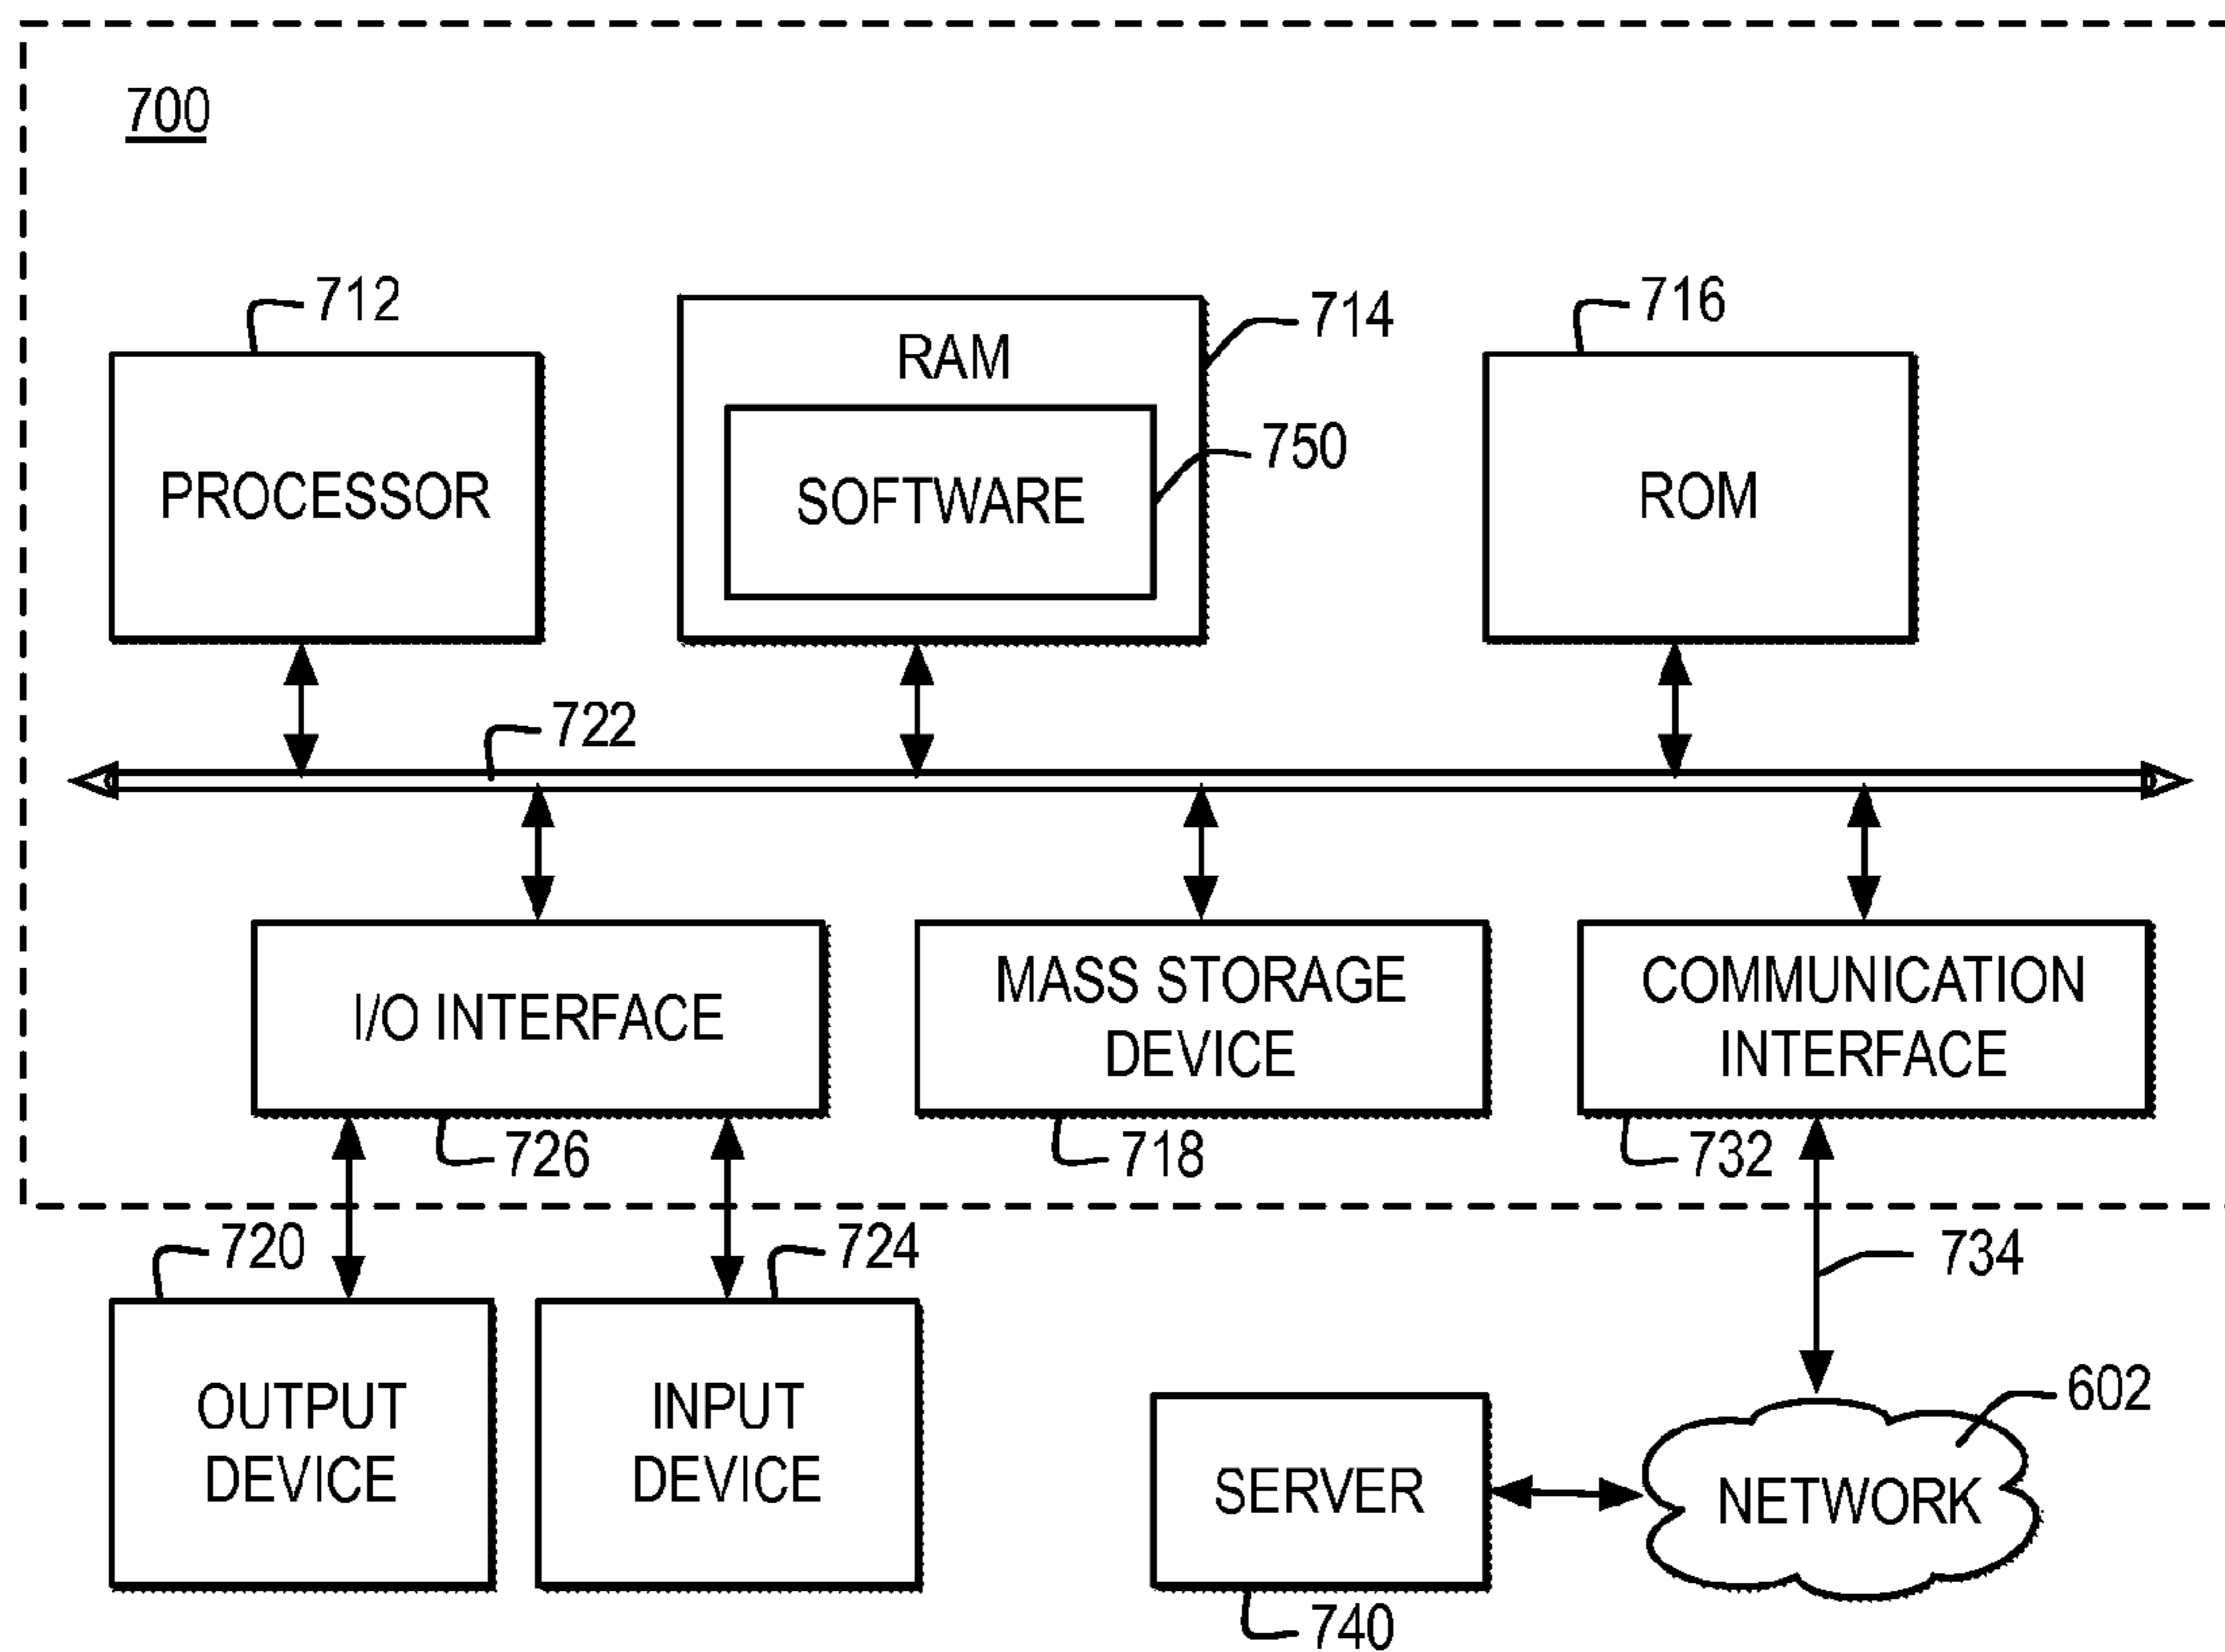 700
712
714
716
RAM
750
PROCESSOR
SOFTWARE
ROM
722
I/O INTERFACE
MASS STORAGE
DEVICE
COMMUNICATION
INTERFACE
726
718
732
720
724
734
OUTPUT
DEVICE
INPUT
DEVICE
602
SERVER
NETWORK
740